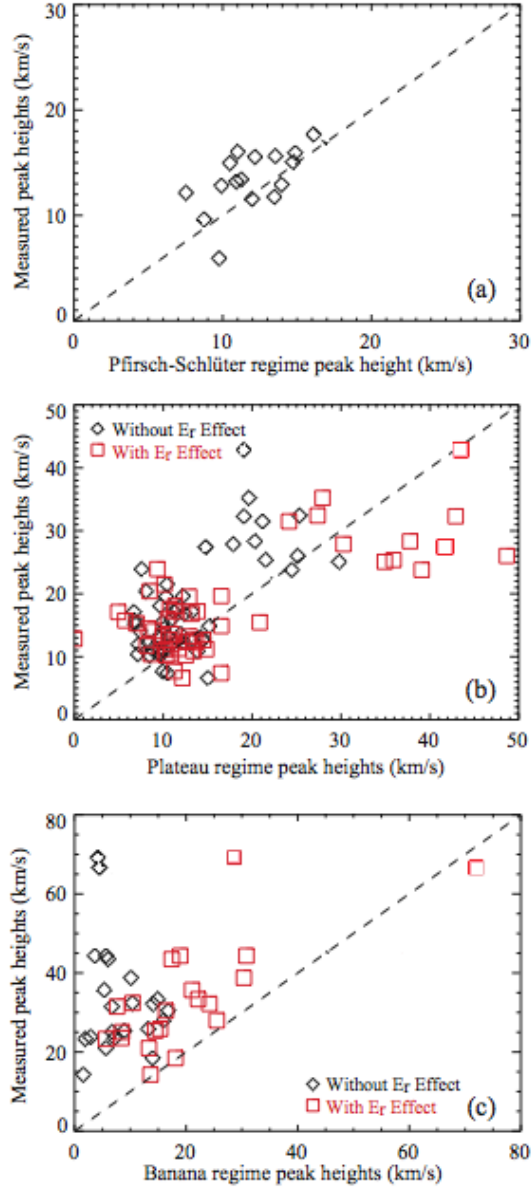 30
20
10
0
Measured peak heights (km/s)
(a)
0 10 20 30
Pfirsch-Schlüter regime peak height (km/s)
50
40
30
20
10
0
Measured peak heights (km/s)
Without Er Effect
With Er Effect
(b)
0 10 20 30 40 50
Plateau regime peak heights (km/s)
80
60
40
20
0
Measured peak heights (km/s)
Without Er Effect
With Er Effect
(c)
0 20 40 60 80
Banana regime peak heights (km/s)